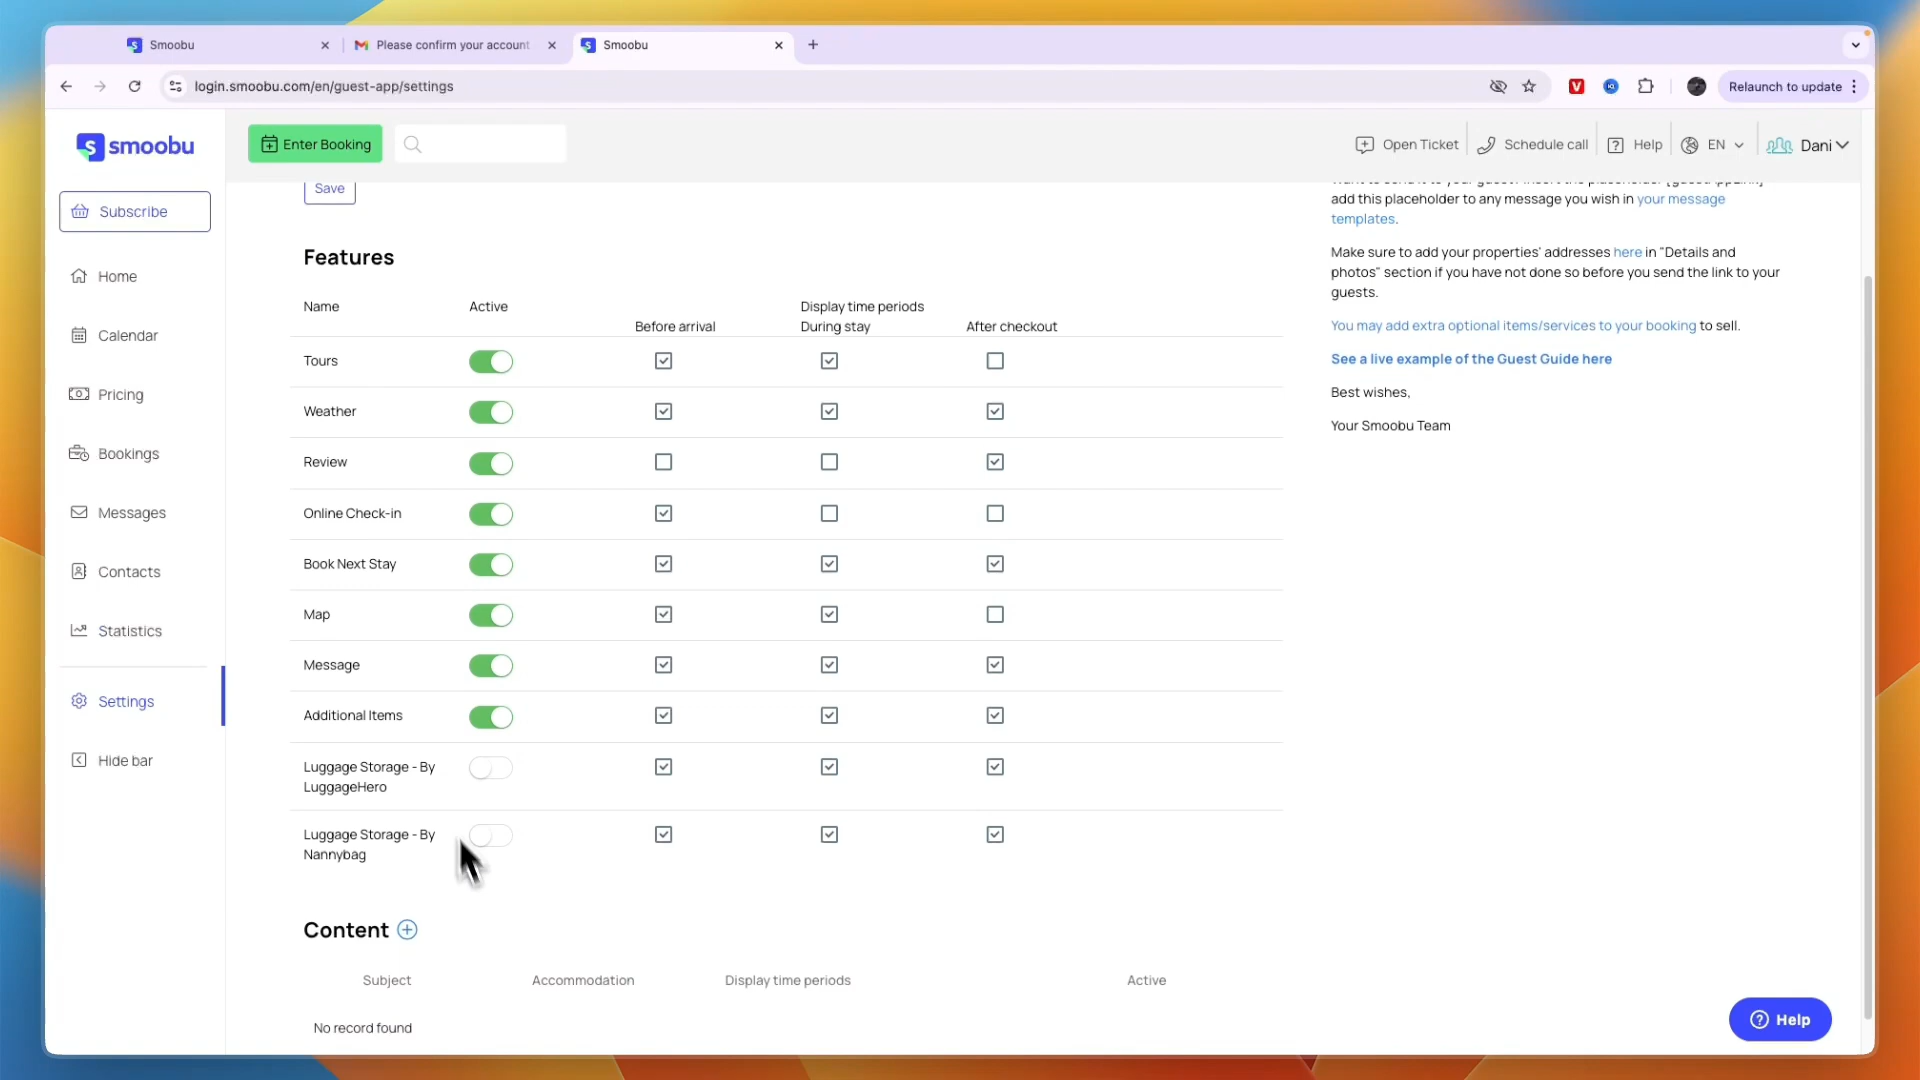 Smoobu
Please confirm your account
Smoobu
login.smoobu.com/en/guest-app/settings
Relaunch to update
smoobu
Enter Booking
Open Ticket
Schedule call
Help
EN
Dani
Subscribe
Home
Calendar
Pricing
Bookings
Messages
Contacts
Statistics
Settings
Hide bar
Save
Features
Name
Active
Display time periods
Before arrival
During stay
After checkout
Tours
Weather
Review
Online Check-in
Book Next Stay
Map
Message
Additional Items
Luggage Storage - By
LuggageHero
Luggage Storage - By
Nannybag
Content
Subject
Accommodation
Display time periods
Active
No record found
add this placeholder to any message you wish in your message
templates.
Make sure to add your properties' addresses here in "Details and
photos" section if you have not done so before you send the link to your
guests.
You may add extra optional items/services to your booking to sell.
See a live example of the Guest Guide here
Best wishes,
Your Smoobu Team
Help